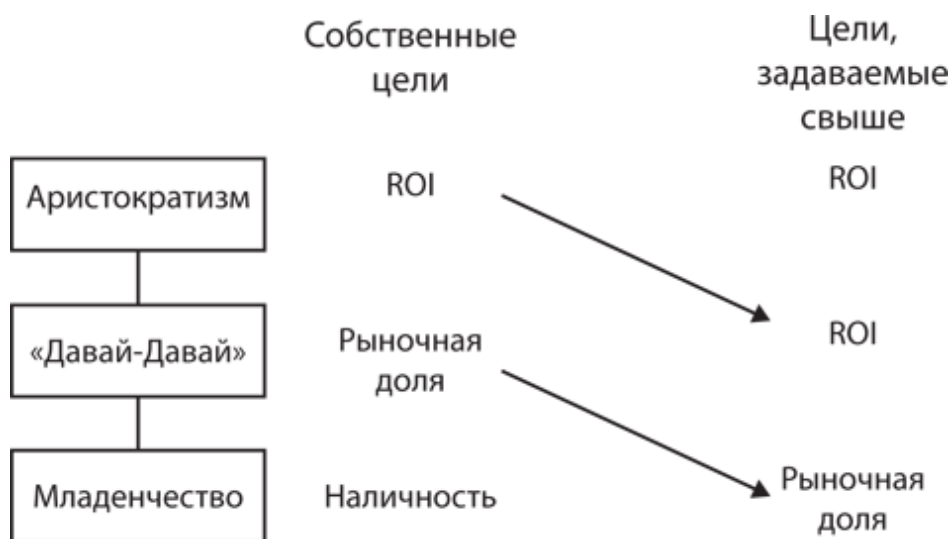 Собственные
цели
Цели,
задаваемые
свыше
Аристократизм
ROI
ROI
«Давай-Давай»
Рыночная
доля
ROI
Младенчество
Наличность
Рыночная
доля